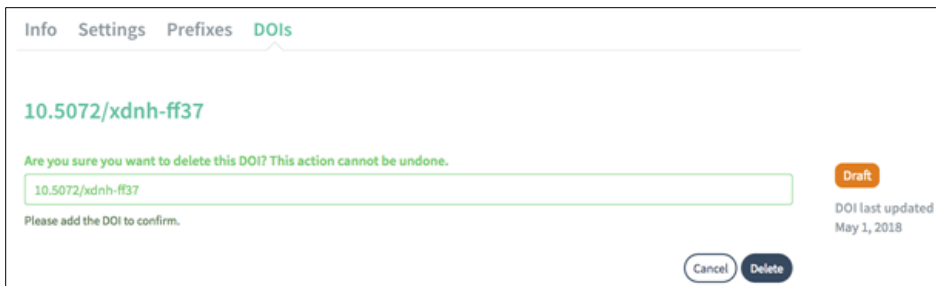 Info Settings Prefixes DOIs
10.5072/xdnh-ff37
Are you sure you want to delete this DOI? This action cannot be undone.
10.5072/xdnh-ff37
Please add the DOI to confirm.
Draft
DOI last updated
May 1, 2018
Cancel Delete